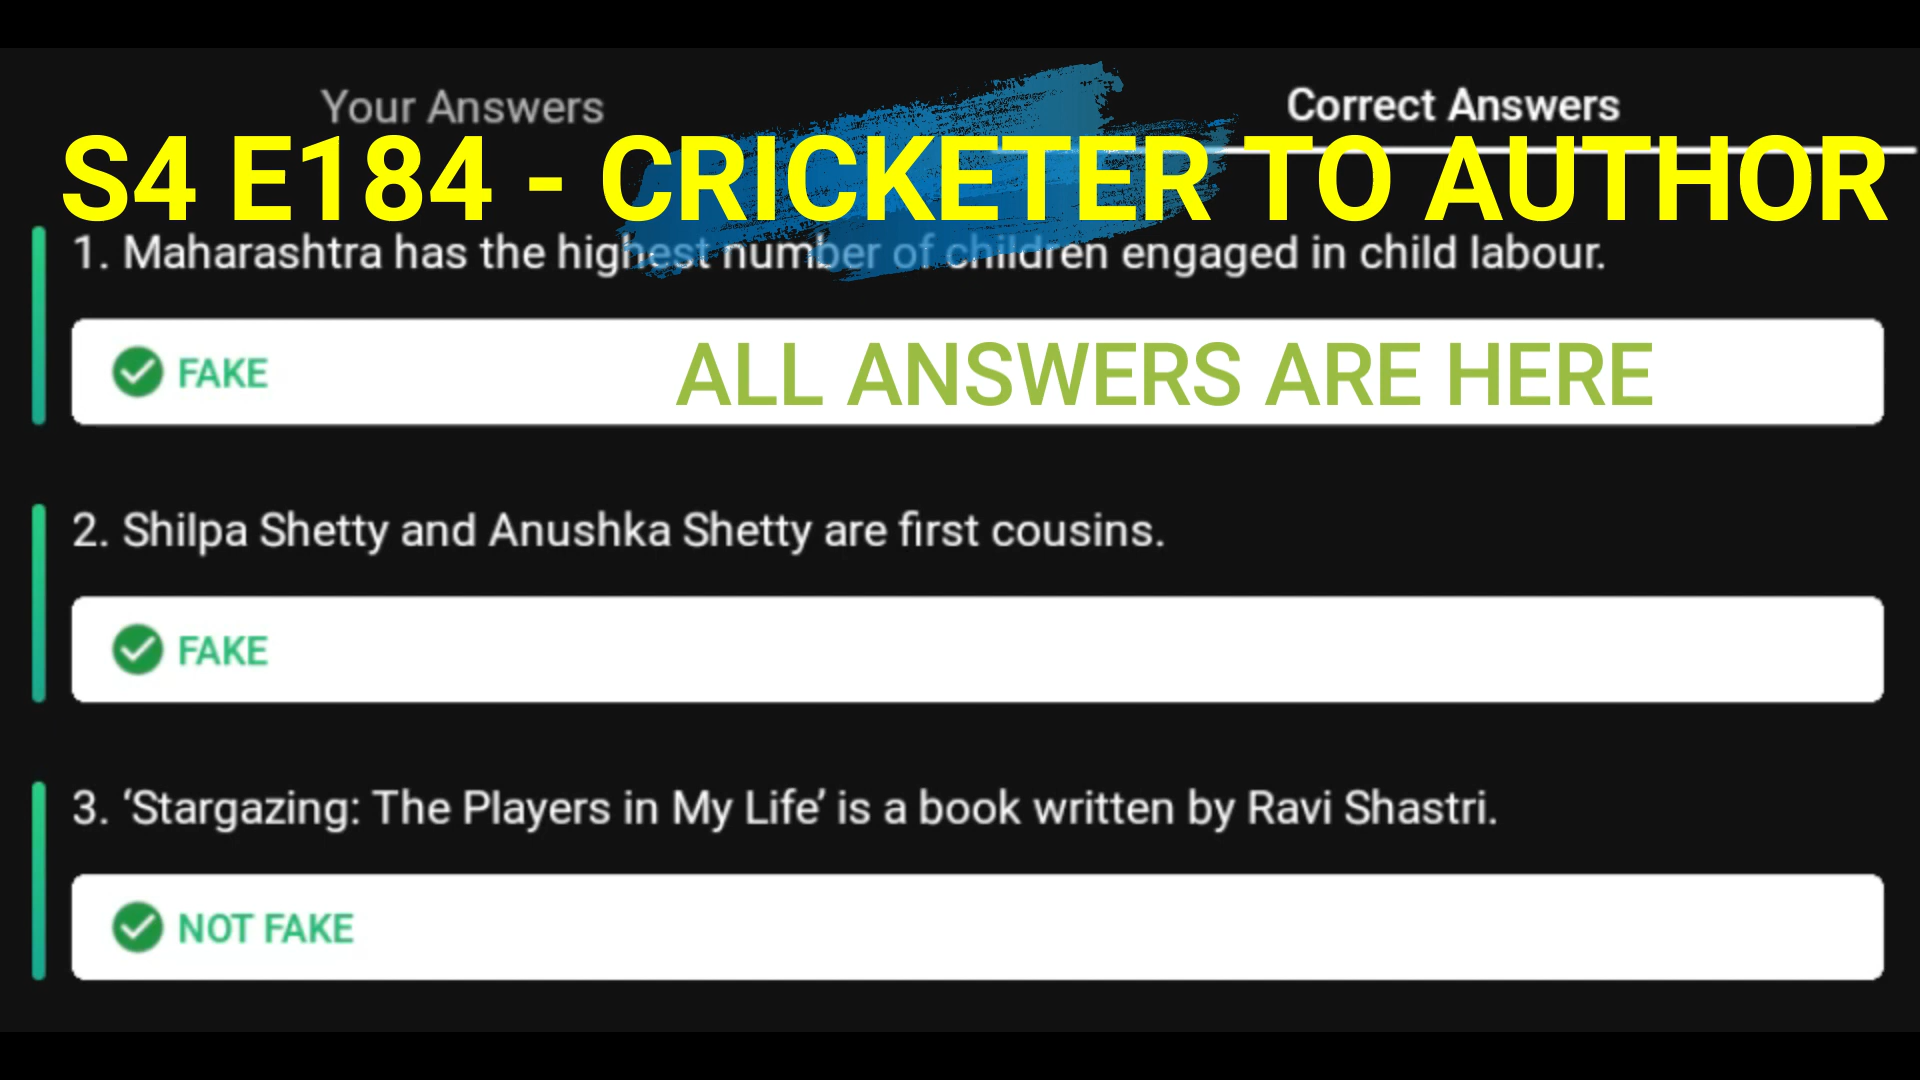 Your Answers
Correct Answers
S4 E184 - CRICKETER TO AUTHOR
1. Maharashtra has the highest number of children engaged in child labour.
FAKE
ALL ANSWERS ARE HERE
2. Shilpa Shetty and Anushka Shetty are first cousins.
FAKE
3. ‘Stargazing: The Players in My Life’ is a book written by Ravi Shastri.
NOT FAKE